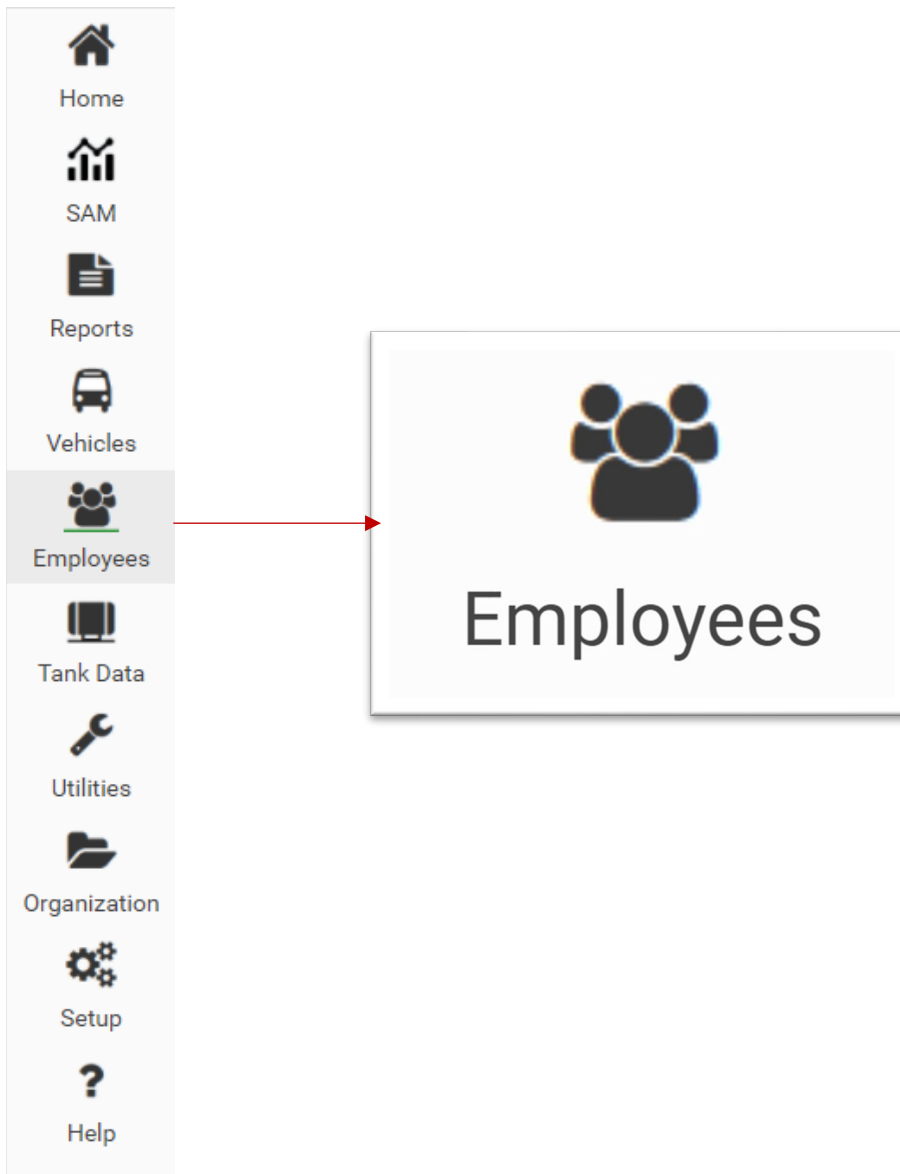 Home
SAM
Reports
Vehicles
Employees
Tank Data
Utilities
Organization
Setup
?
Help
Employees